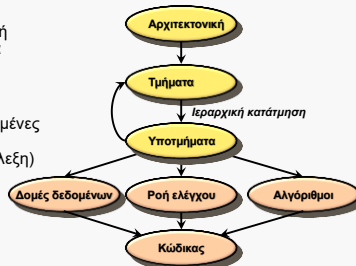 ή
Αρχιτεκτονική
Τμήματα
Ιεραρχική κατάτμηση
μένες
Υποτμήματα
λεξη)
Δομές δεδομένων
Ροή ελέγχου
Αλγόριθμοι
Κώδικας